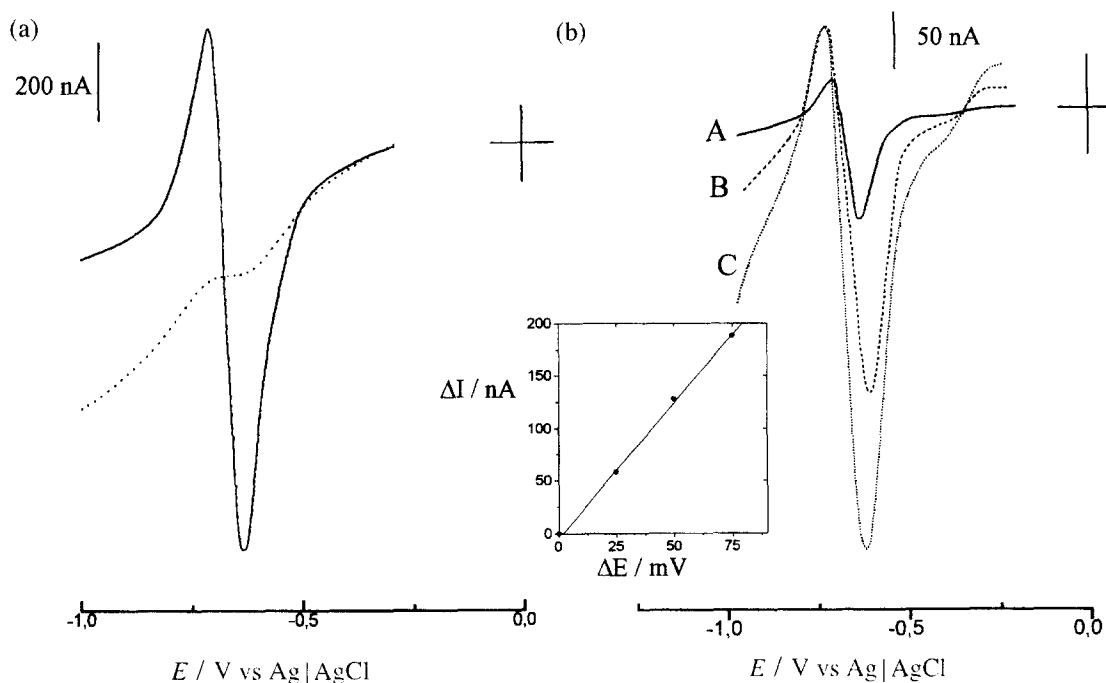 (a)
200 nA
-1,0
-0,5
0,0
E / V vs Ag|AgCl
(b)
50 nA
A
B
C
ΔI / nA
200
150
100
50
0
0
25
50
75
ΔE / mV
-1,0
-0,5
0,0
E / V vs Ag|AgCl